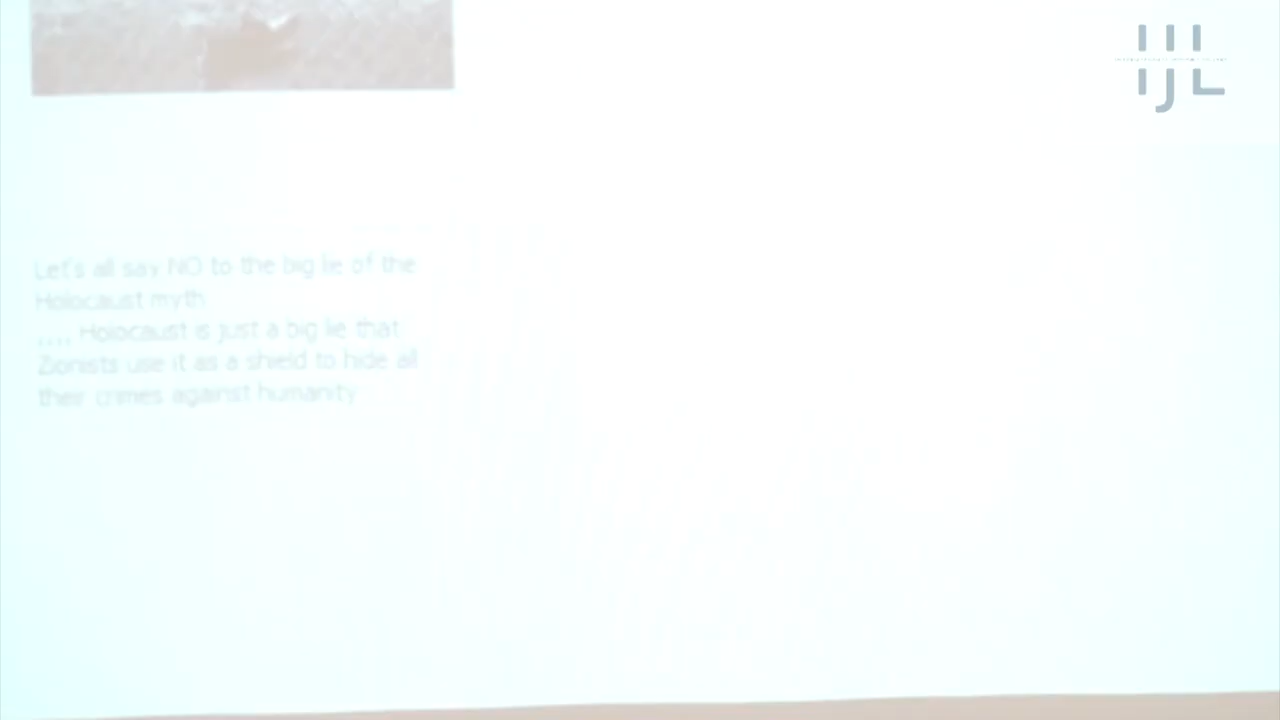 IJL
Let's all say NO to the big lie of the
Holocaust myth
.... Holocaust is just a big lie that
Zionists use it as a shield to hide all
their crimes against humanity